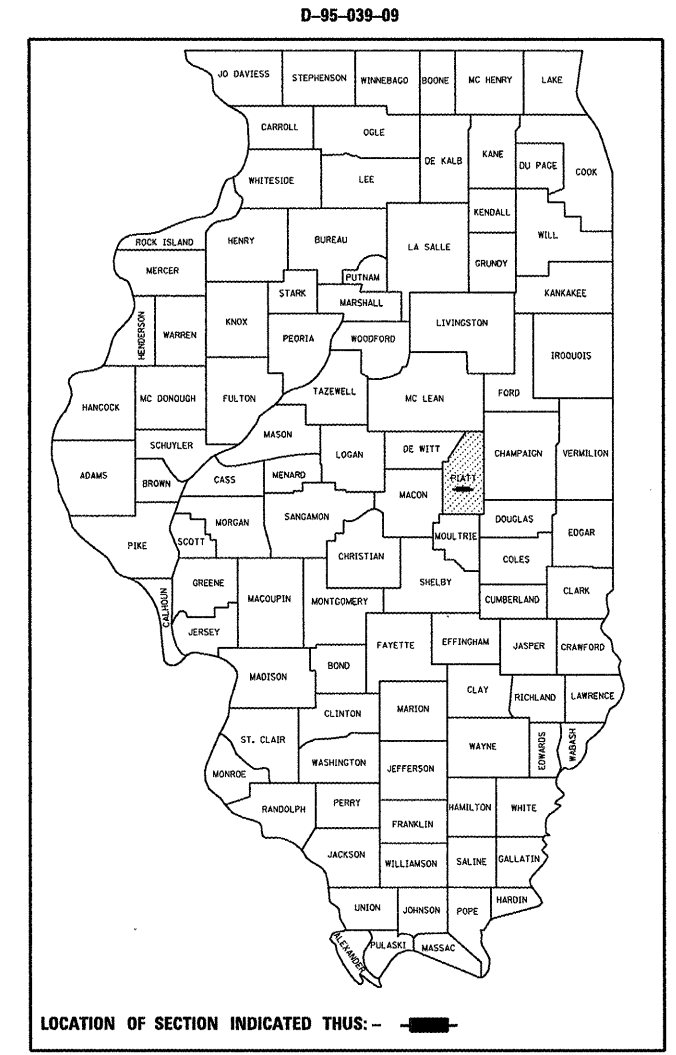 D-95-039-09
JO DAVIESS
STEPHENSON
WINNEBAGO
BOONE
MC HENRY
LAKE
CARROLL
OGLE
DE KALB
KANE
DU PAGE
COOK
WHITESIDE
LEE
KENDALL
WILL
ROCK ISLAND
HENRY
BUREAU
LA SALLE
GRUNDY
MERCER
PUTNAM
STARK
MARSHALL
KANKAKEE
HENDERSON
WARREN
KNOX
PEORIA
WOODFORD
LIVINGSTON
IROQUOIS
HANCOCK
MC DONOUGH
FULTON
TAZEWELL
MC LEAN
FORD
MASON
SCHUYLER
LOGAN
DE WITT
CHAMPAIGN
VERMILION
ADAMS
BROWN
CASS
MENARD
PIATT
MACON
PIKE
SCOTT
MORGAN
SANGAMON
DOUGLAS
MOULTRIE
EDGAR
CHRISTIAN
COLES
CALHOUN
GREENE
MACOUPIN
MONTGOMERY
SHELBY
CUMBERLAND
CLARK
JERSEY
FAYETTE
EFFINGHAM
JASPER
CRAWFORD
MADISON
BOND
CLAY
RICHLAND
LAWRENCE
CLINTON
MARION
ST. CLAIR
WAYNE
EDWARDS
WABASH
MONROE
WASHINGTON
JEFFERSON
RANDOLPH
PERRY
HAMILTON
WHITE
FRANKLIN
JACKSON
WILLIAMSON
SALINE
GALLATIN
UNION
JOHNSON
POPE
HARDIN
ALEXANDER
PULASKI
MASSAC
LOCATION OF SECTION INDICATED THUS: -